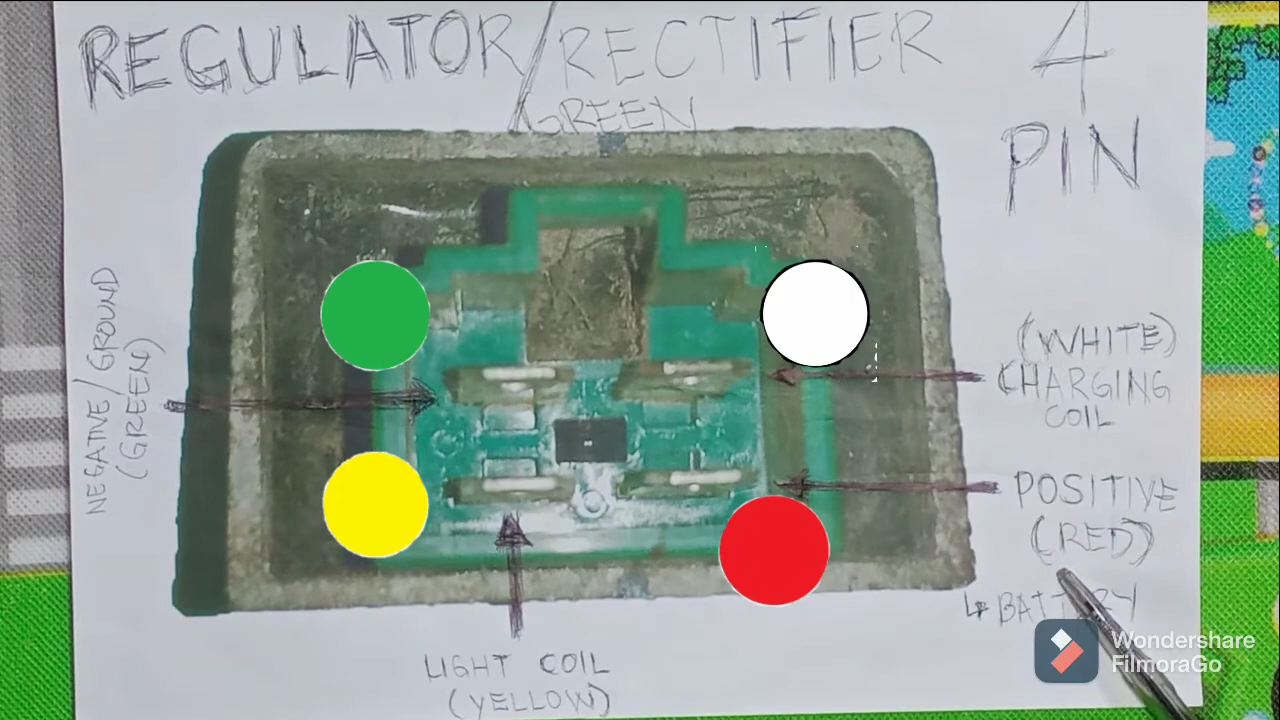 REGULATOR/RECTIFIER
4
PIN
GREEN
NEGATIVE/GROUND
(GREEN)
(WHITE)
CHARGING
COIL
POSITIVE
(RED)
↳ BATTERY
LIGHT COIL
(YELLOW)
Wondershare
FilmoraGo